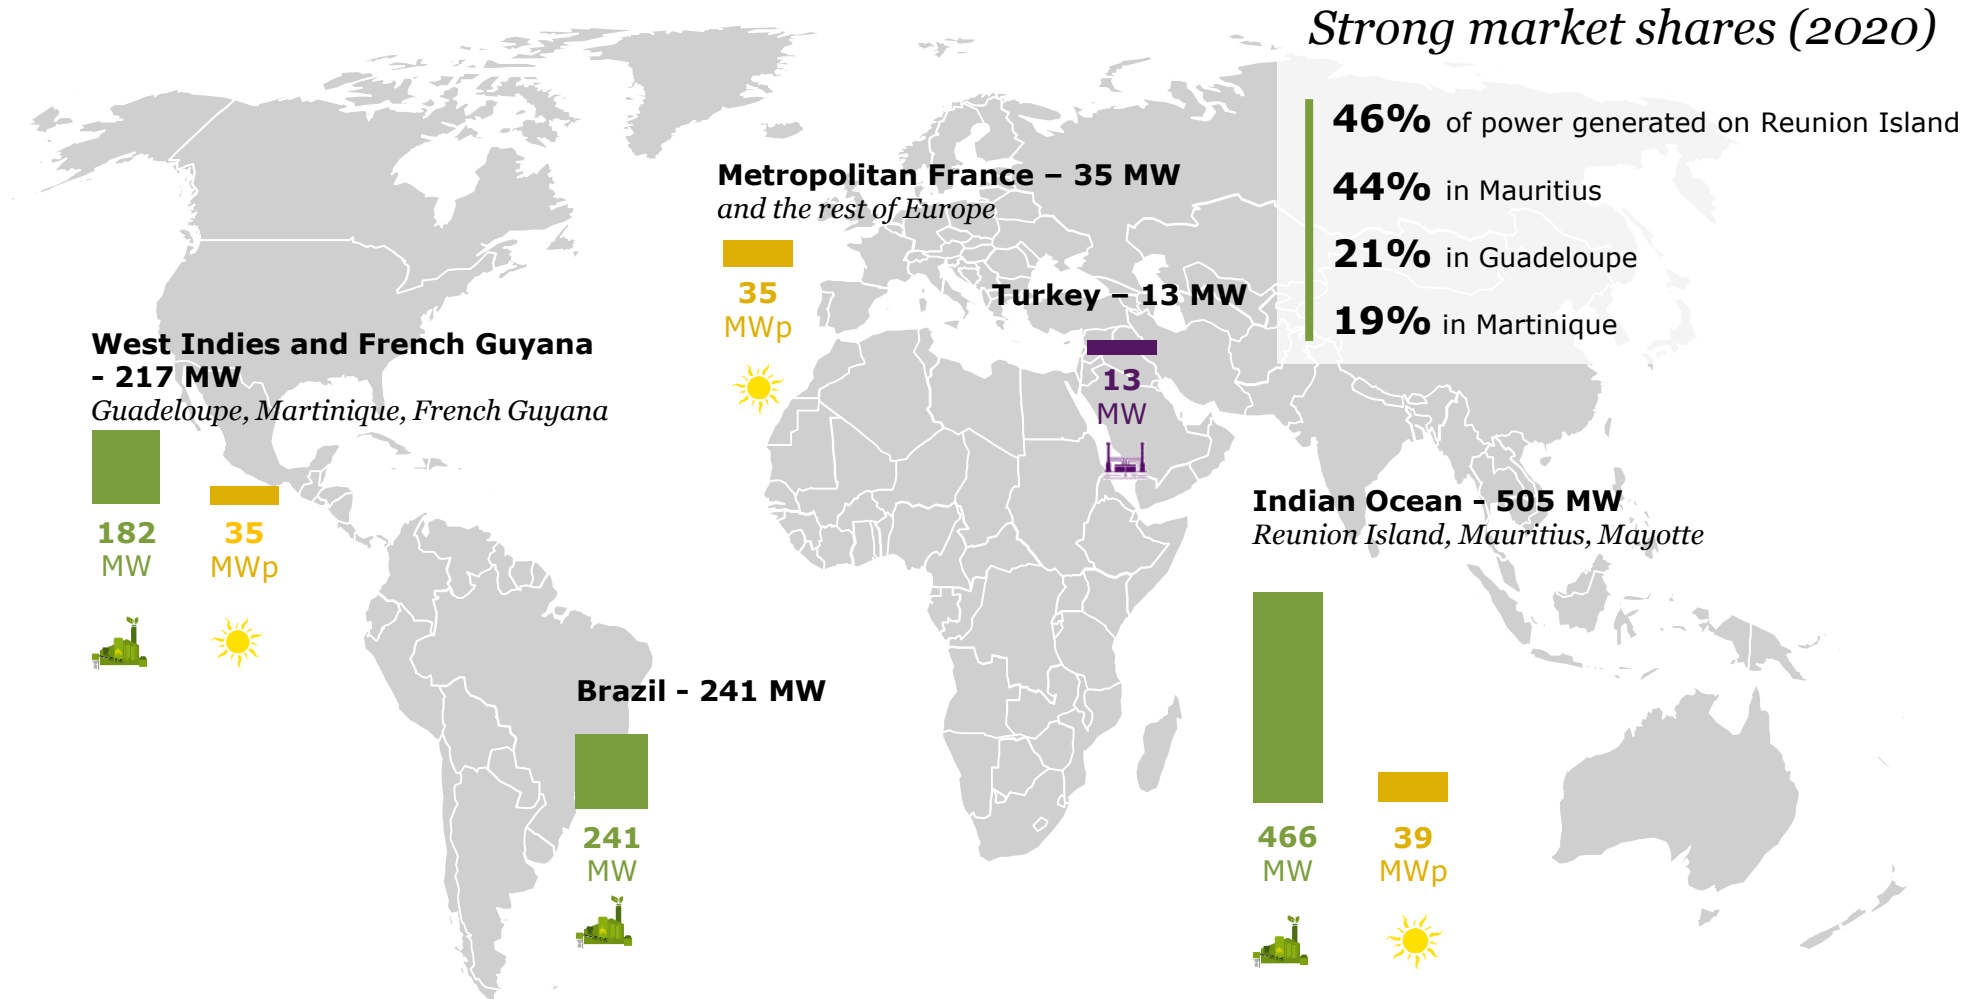 Strong market shares (2020)
46% of power generated on Reunion Island
44% in Mauritius
21% in Guadeloupe
19% in Martinique
Metropolitan France – 35 MW
and the rest of Europe
35
MWp
Turkey – 13 MW
13
MW
West Indies and French Guyana
- 217 MW
Guadeloupe, Martinique, French Guyana
182
MW
35
MWp
Brazil - 241 MW
241
MW
Indian Ocean - 505 MW
Reunion Island, Mauritius, Mayotte
466
MW
39
MWp